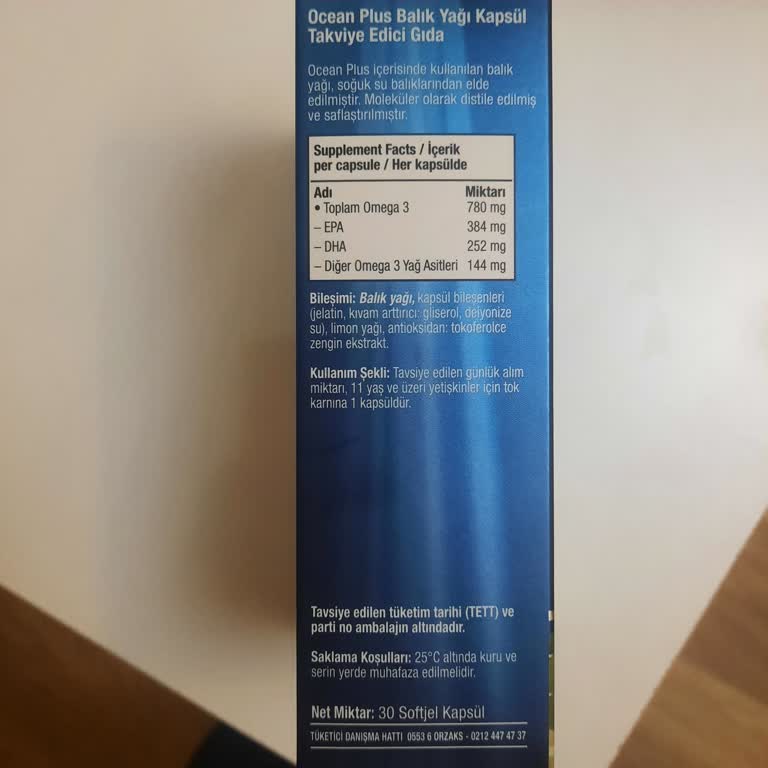 Ocean Plus Balık Yağı Kapsül
Takviye Edici Gıda
Ocean Plus içerisinde kullanılan balık
yağı, soğuk su balıklarından elde
edilmiştir. Moleküler olarak distile edilmiş
ve saflaştırılmıştır.
Supplement Facts / İçerik
per capsule / Her kapsülde
Adı Miktarı
• Toplam Omega 3 780 mg
– EPA 384 mg
– DHA 252 mg
– Diğer Omega 3 Yağ Asitleri 144 mg
Bileşimi: Balık yağı, kapsül bileşenleri
(jelatin, kıvam arttırıcı: gliserol, deiyonize
su), limon yağı, antioksidan: tokoferolce
zengin ekstrakt.
Kullanım Şekli: Tavsiye edilen günlük alım
miktarı, 11 yaş ve üzeri yetişkinler için tok
karnına 1 kapsüldür.
Tavsiye edilen tüketim tarihi (TETT) ve
parti no ambalajın altındadır.
Saklama Koşulları: 25°C altında kuru ve
serin yerde muhafaza edilmelidir.
Net Miktar: 30 Softjel Kapsül
TÜKETİCİ DANIŞMA HATTI 0553 6 ORZAKS - 0212 447 47 37